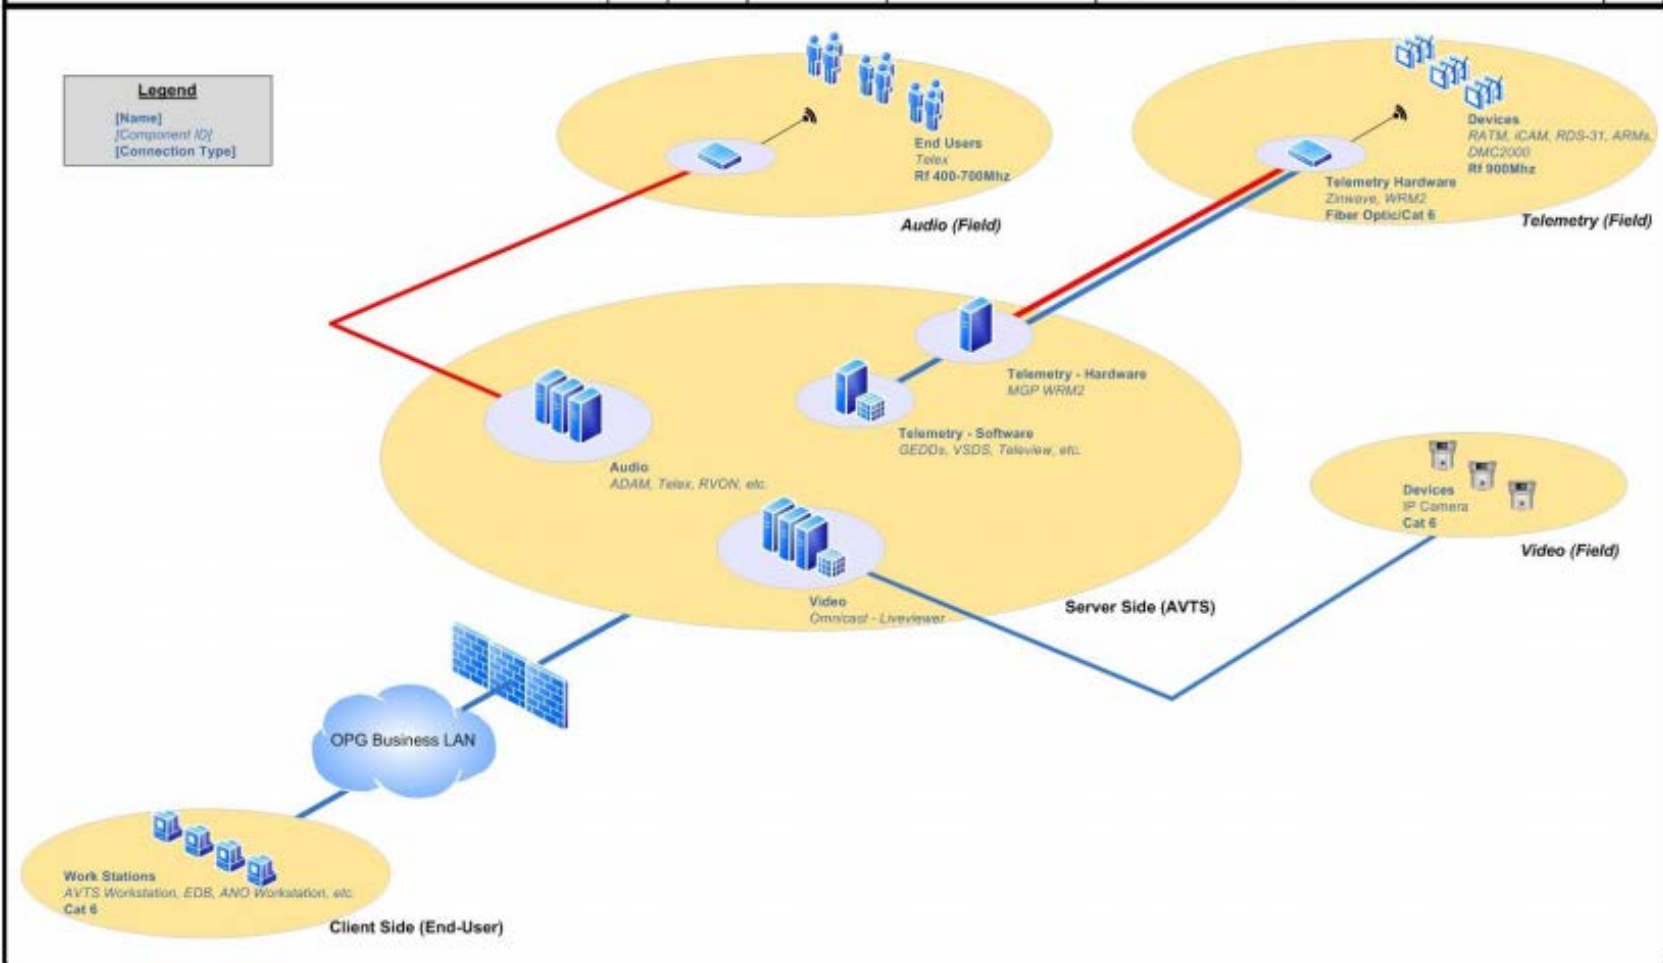 Legend
[Name]
[Component ID]
[Connection Type]
End Users
Telex
Rf 400-700Mhz
Audio (Field)
Devices
RATM, iCAM, RDS-31, ARMs,
DMC2000
Rf 900Mhz
Telemetry Hardware
Zinwave, WRM2
Fiber Optic/Cat 6
Telemetry (Field)
Telemetry - Hardware
MGP WRM2
Telemetry - Software
GEDDs, VSDS, Teleview, etc.
Audio
ADAM, Telex, RVON, etc.
Devices
IP Camera
Cat 6
Video (Field)
Video
Omnicast - Liveviewer
Server Side (AVTS)
OPG Business LAN
Work Stations
AVTS Workstation, EDB, ANO Workstation, etc.
Cat 6
Client Side (End-User)